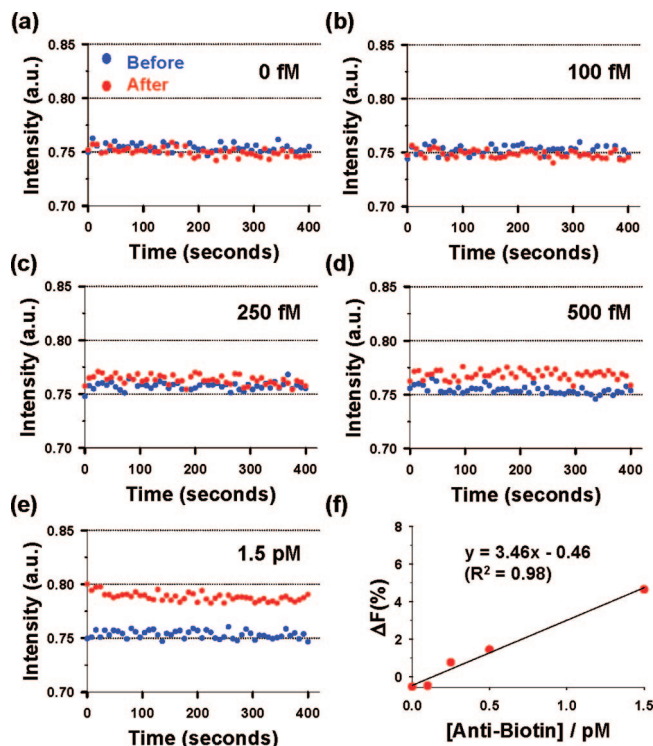 (a)
0.85
0.80
0.75
0.70
Intensity (a.u.)
Before
After
0 fM
0 100 200 300 400
Time (seconds)
(b)
0.85
0.80
0.75
0.70
Intensity (a.u.)
100 fM
0 100 200 300 400
Time (seconds)
(c)
0.85
0.80
0.75
0.70
Intensity (a.u.)
250 fM
0 100 200 300 400
Time (seconds)
(d)
0.85
0.80
0.75
0.70
Intensity (a.u.)
500 fM
0 100 200 300 400
Time (seconds)
(e)
0.85
0.80
0.75
0.70
Intensity (a.u.)
1.5 pM
0 100 200 300 400
Time (seconds)
(f)
8
6
4
2
0
ΔF(%)
y = 3.46x - 0.46
(R² = 0.98)
0.0 0.5 1.0 1.5
[Anti-Biotin] / pM